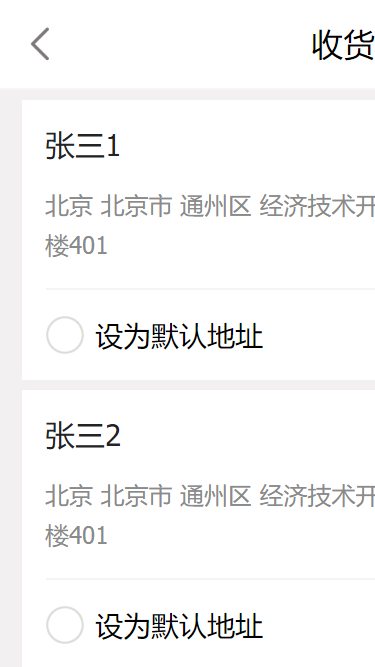 收货
张三1
北京 北京市 通州区 经济技术开
楼401
设为默认地址
张三2
北京 北京市 通州区 经济技术开
楼401
设为默认地址